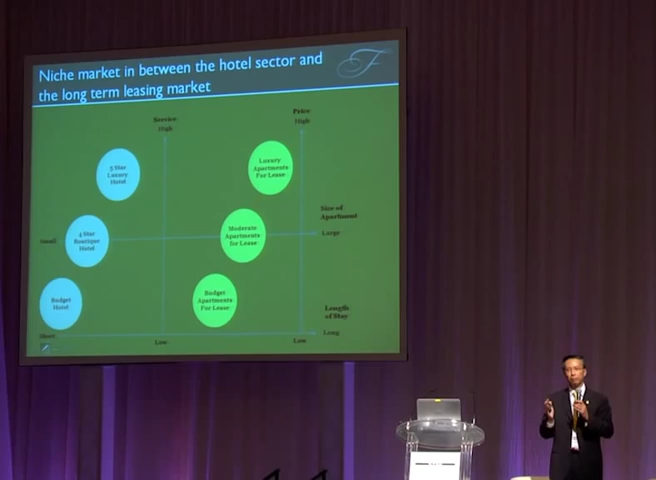 Niche market in between the hotel sector and
the long term leasing market
F
Service
High
Price
High
5 Star
Luxury
Hotel
Luxury
Apartments
For Lease
Size of
Apartment
Small
4 Star
Boutique
Hotel
Moderate
Apartments
for Lease
Large
Budget
Hotel
Budget
Apartments
For Lease
Length
of Stay
Short
Long
Low
Low